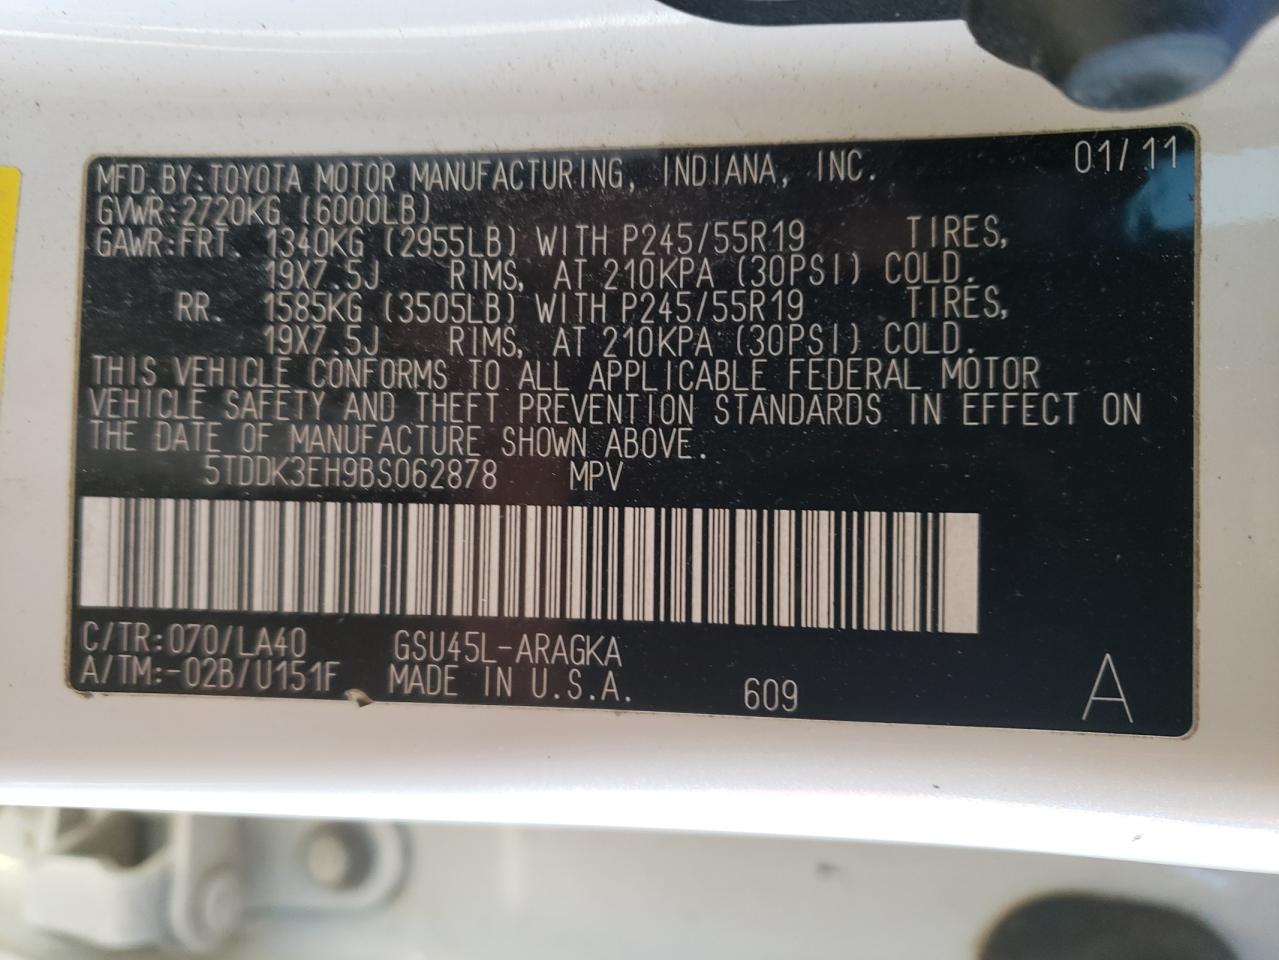 MFD.BY:TOYOTA MOTOR MANUFACTURING, INDIANA, INC. 01/11
GVWR:2720KG (6000LB)
GAWR:FRT. 1340KG (2955LB) WITH P245/55R19 TIRES,
19X7.5J RIMS, AT 210KPA (30PSI) COLD.
RR. 1585KG (3505LB) WITH P245/55R19 TIRES,
19X7.5J RIMS, AT 210KPA (30PSI) COLD.
THIS VEHICLE CONFORMS TO ALL APPLICABLE FEDERAL MOTOR
VEHICLE SAFETY AND THEFT PREVENTION STANDARDS IN EFFECT ON
THE DATE OF MANUFACTURE SHOWN ABOVE.
5TDDK3EH9BS062878 MPV
C/TR:070/LA40 GSU45L-ARAGKA
A/TM:-02B/U151F MADE IN U.S.A. 609 A